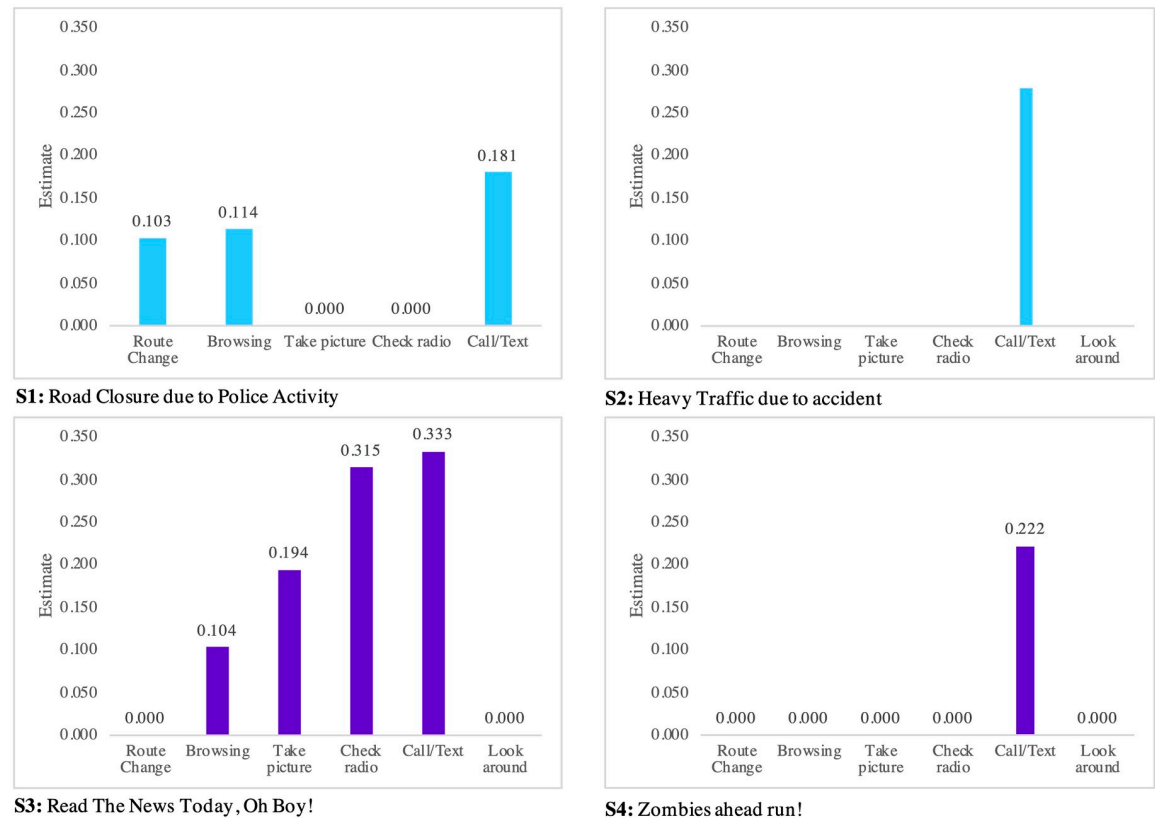 0.350
0.300
0.250
0.200
0.150
0.100
0.050
0.000
Estimate
0.103
0.114
0.000
0.000
0.181
Route Change
Browsing
Take picture
Check radio
Call/Text
S1: Road Closure due to Police Activity
0.350
0.300
0.250
0.200
0.150
0.100
0.050
0.000
Estimate
Route Change
Browsing
Take picture
Check radio
Call/Text
Look around
S2: Heavy Traffic due to accident
0.350
0.300
0.250
0.200
0.150
0.100
0.050
0.000
Estimate
0.000
0.104
0.194
0.315
0.333
0.000
Route Change
Browsing
Take picture
Check radio
Call/Text
Look around
S3: Read The News Today, Oh Boy!
0.350
0.300
0.250
0.200
0.150
0.100
0.050
0.000
Estimate
0.000
0.000
0.000
0.000
0.222
0.000
Route Change
Browsing
Take picture
Check radio
Call/Text
Look around
S4: Zombies ahead run!